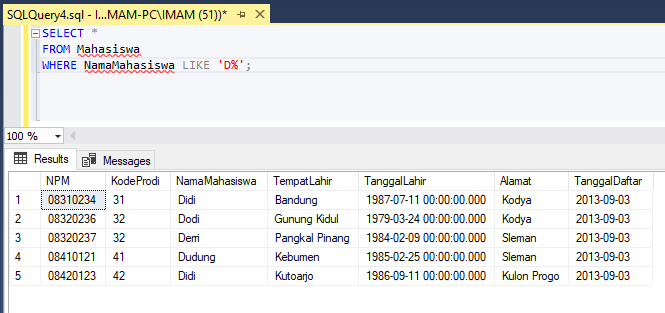 SQLQuery4.sql - I...MAM-PC\IMAM (51))*
SELECT *
FROM Mahasiswa
WHERE NamaMahasiswa LIKE 'D%';
100 %
Results Messages
NPM KodeProdi NamaMahasiswa TempatLahir TanggalLahir Alamat TanggalDaftar
1 08310234 31 Didi Bandung 1987-07-11 00:00:00.000 Kodya 2013-09-03
2 08320236 32 Dodi Gunung Kidul 1979-03-24 00:00:00.000 Kodya 2013-09-03
3 08320237 32 Derri Pangkal Pinang 1984-02-09 00:00:00.000 Sleman 2013-09-03
4 08410121 41 Dudung Kebumen 1985-02-25 00:00:00.000 Sleman 2013-09-03
5 08420123 42 Didi Kutoarjo 1986-09-11 00:00:00.000 Kulon Progo 2013-09-03